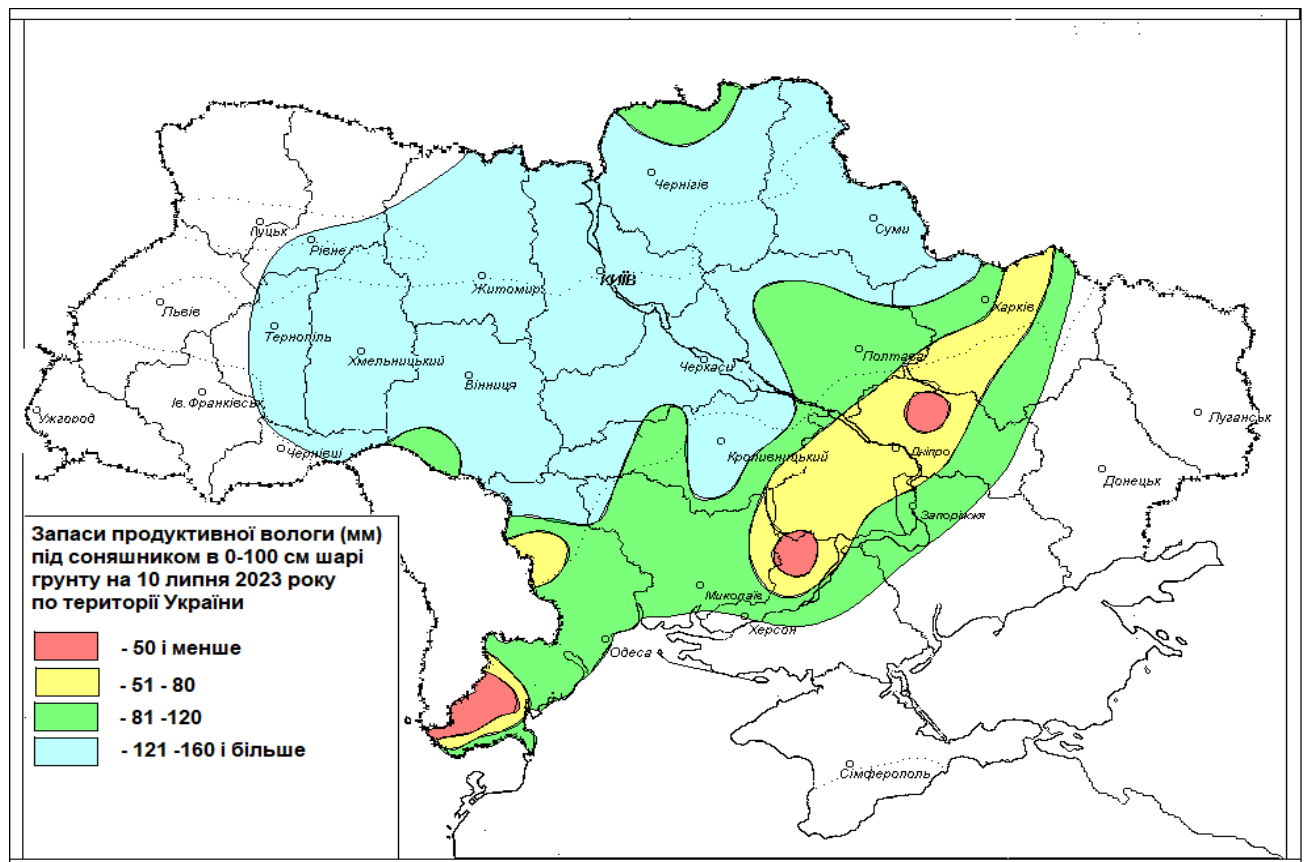 Чернігів
Суми
Луцьк
Рівне
Житомир
КИЇВ
Харків
Львів
Тернопіль
Хмельницький
Вінниця
Черкаси
Полтава
Ужгород
Ів. Франківськ
Чернівці
Кропивницький
Дніпро
Луганськ
Донецьк
Запоріжжя
Миколаїв
Херсон
Одеса
Сімферополь
Запаси продуктивної вологи (мм)
під соняшником в 0-100 см шарі
грунту на 10 липня 2023 року
по території України
- 50 і менше
- 51 - 80
- 81 -120
- 121 -160 і більше